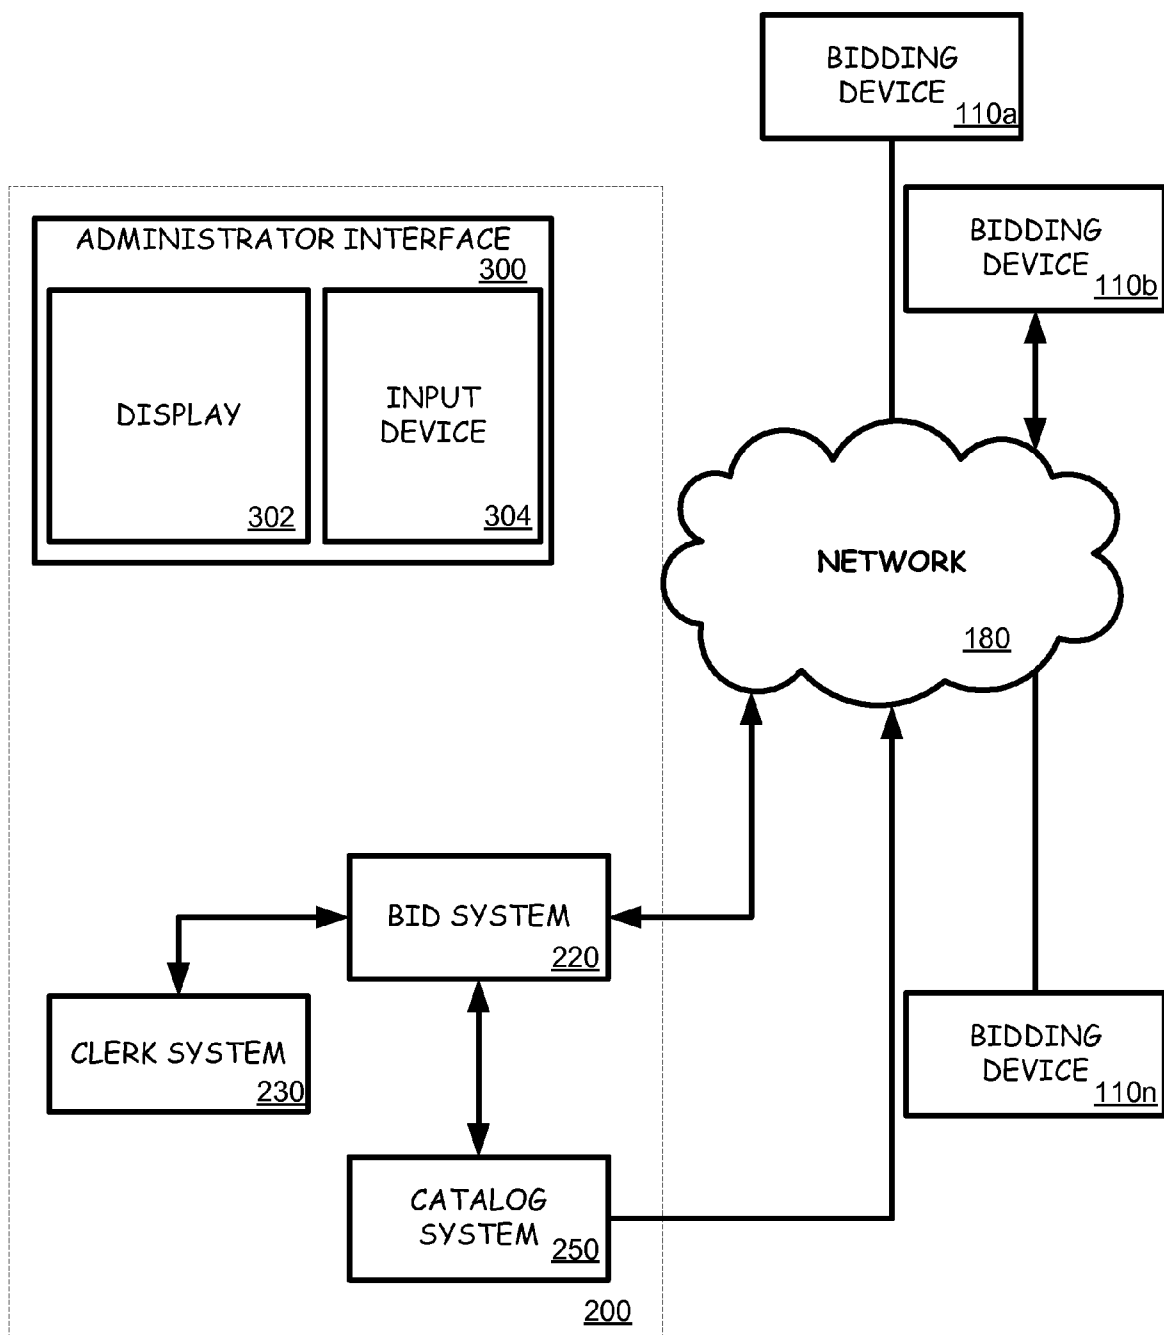 BIDDING
DEVICE
110a
BIDDING
DEVICE
110b
ADMINISTRATOR INTERFACE
300
DISPLAY
302
INPUT
DEVICE
304
NETWORK
180
BID SYSTEM
220
CLERK SYSTEM
230
BIDDING
DEVICE
110n
CATALOG
SYSTEM
250
200